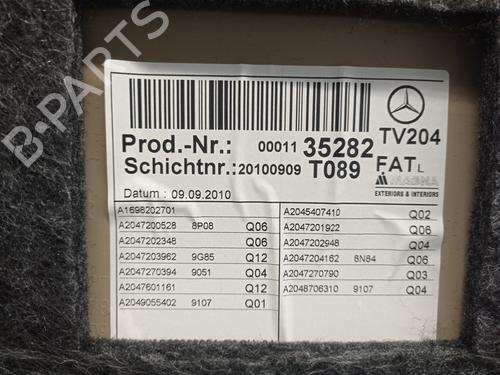 B-PARTS
Prod.-Nr.: 00011 35282 TV204
Schichtnr.: 20100909 T089 FAT
MAGNA
EXTERIORS & INTERIORS
Datum : 09.09.2010
A1698202701
A2047200528 8P08 Q06
A2047202348 Q06
A2047203962 9G85 Q12
A2047270394 9051 Q04
A2047601161 Q12
A2049055402 9107 Q01
A2045407410 Q02
A2047201922 Q06
A2047202948 Q04
A2047204162 8N84 Q06
A2047270790 Q03
A2048706310 9107 Q04